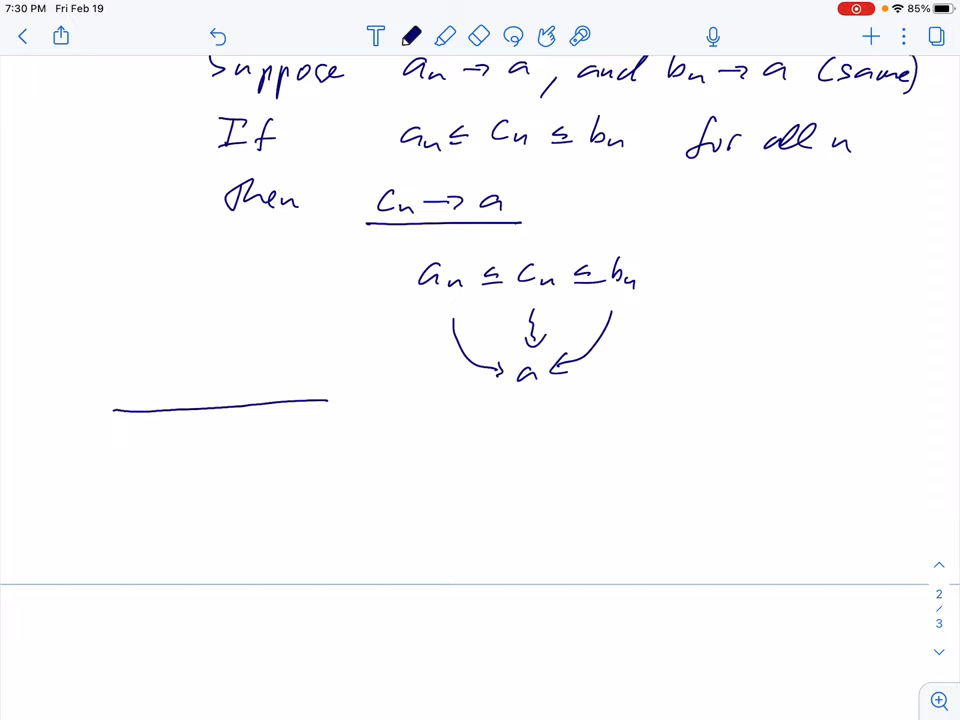 7:30 PM Fri Feb 19
85%
Suppose aₙ → a, and bₙ → a (same)
If aₙ ≤ cₙ ≤ bₙ for all n
then cₙ → a
aₙ ≤ cₙ ≤ bₙ
a
2
/
3